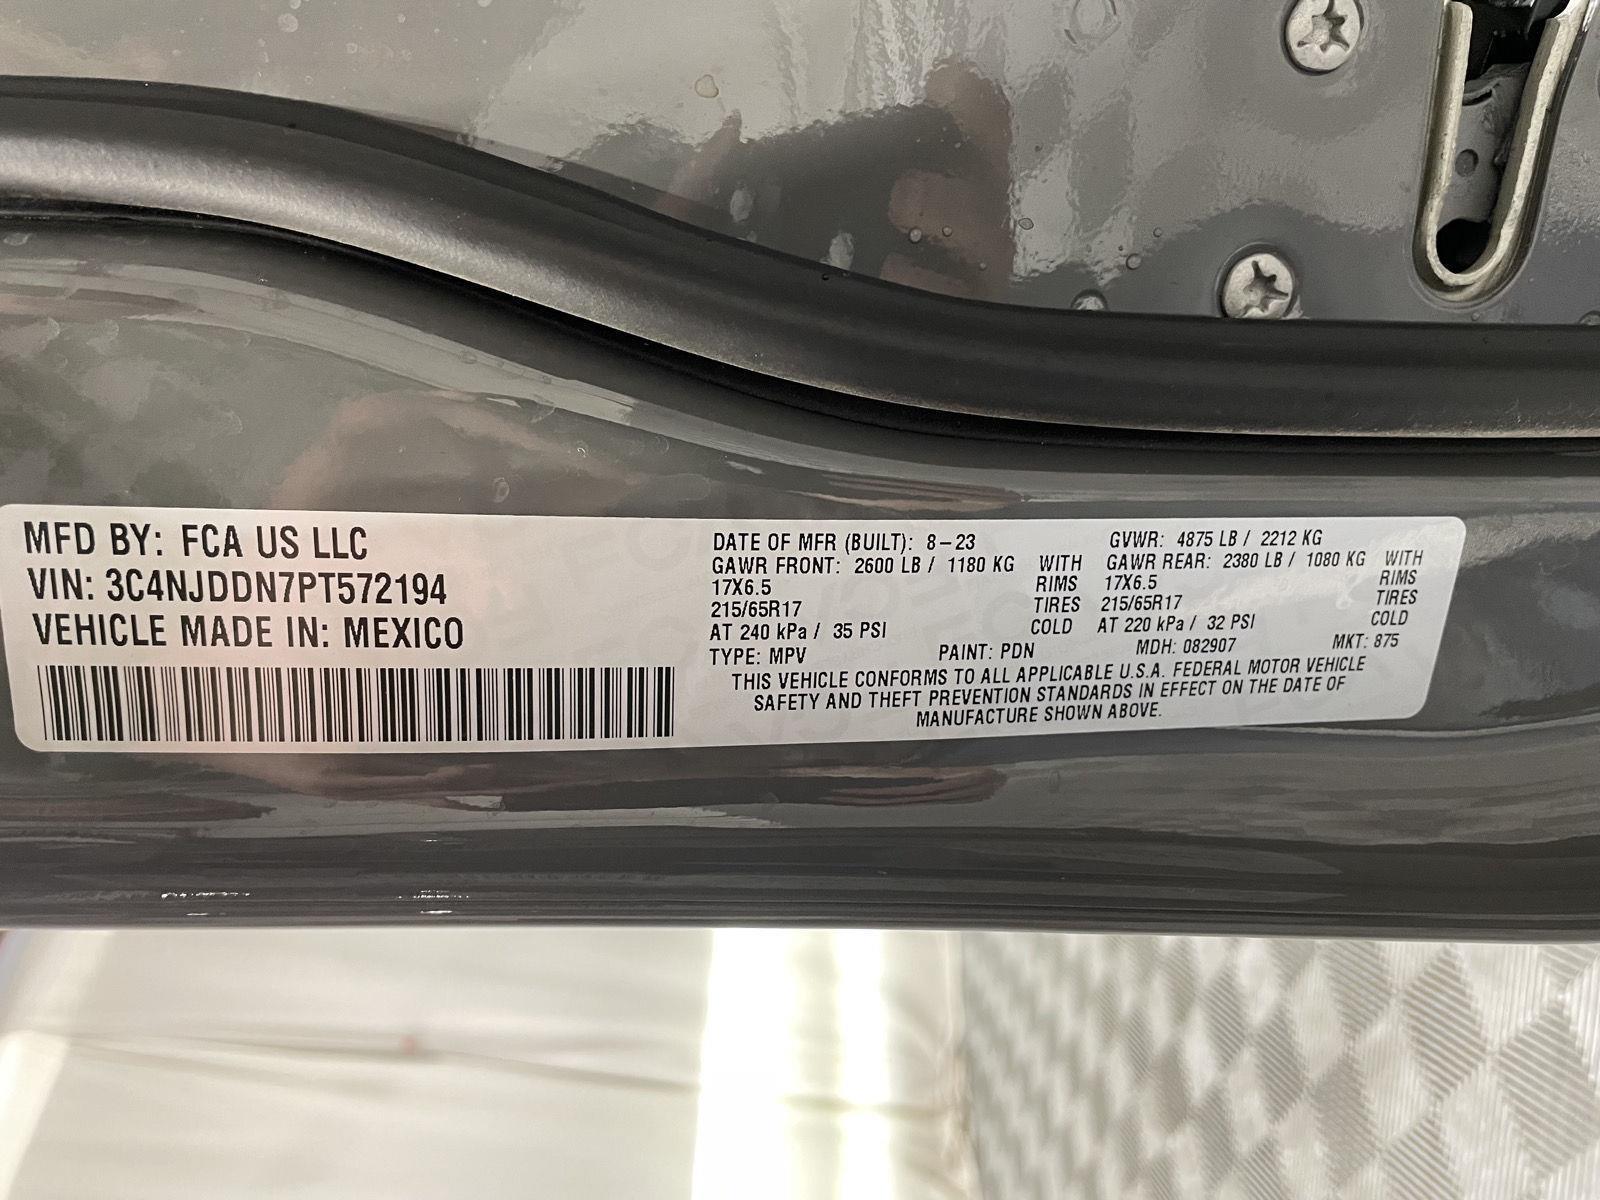 MFD BY: FCA US LLC
VIN: 3C4NJDDN7PT572194
VEHICLE MADE IN: MEXICO
DATE OF MFR (BUILT): 8-23
GVWR: 4875 LB / 2212 KG
GAWR FRONT: 2600 LB / 1180 KG WITH
17X6.5 RIMS
215/65R17 TIRES
AT 240 kPa / 35 PSI COLD
GAWR REAR: 2380 LB / 1080 KG WITH
17X6.5 RIMS
215/65R17 TIRES
AT 220 kPa / 32 PSI COLD
TYPE: MPV PAINT: PDN MDH: 082907 MKT: 875
THIS VEHICLE CONFORMS TO ALL APPLICABLE U.S.A. FEDERAL MOTOR VEHICLE
SAFETY AND THEFT PREVENTION STANDARDS IN EFFECT ON THE DATE OF
MANUFACTURE SHOWN ABOVE.